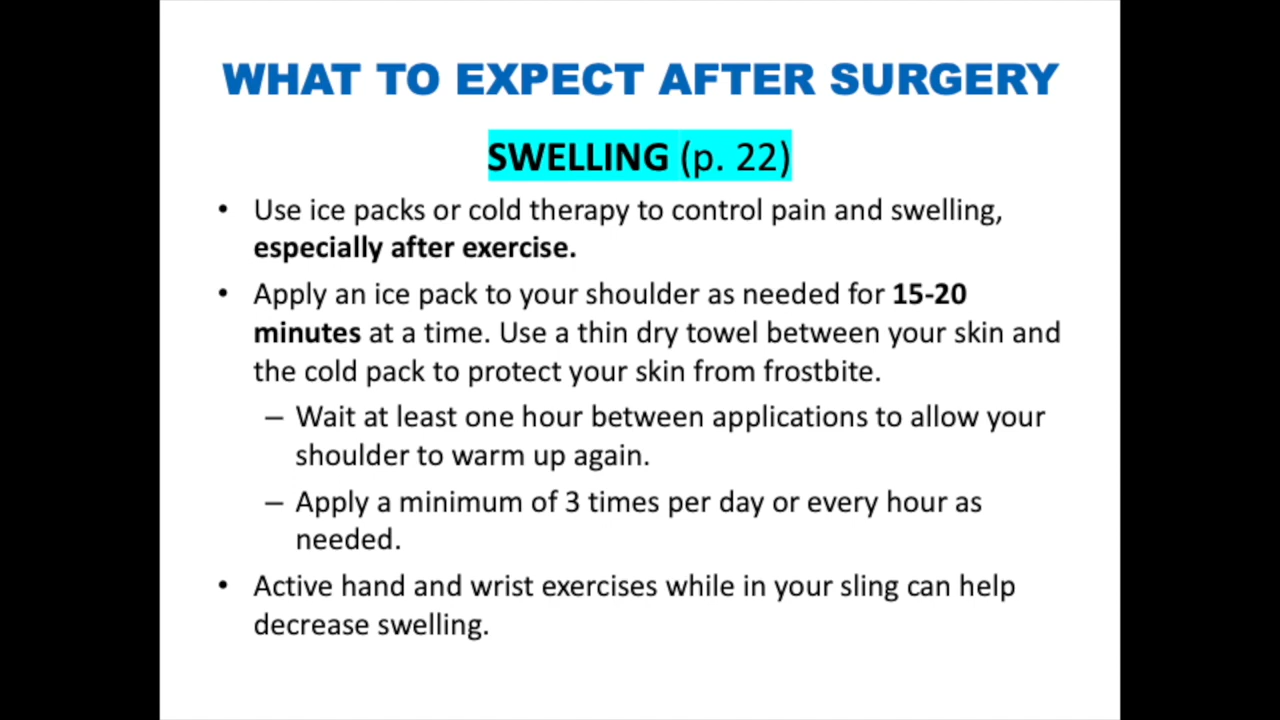 WHAT TO EXPECT AFTER SURGERY
SWELLING (p. 22)
• Use ice packs or cold therapy to control pain and swelling,
especially after exercise.
• Apply an ice pack to your shoulder as needed for 15-20
minutes at a time. Use a thin dry towel between your skin and
the cold pack to protect your skin from frostbite.
– Wait at least one hour between applications to allow your
shoulder to warm up again.
– Apply a minimum of 3 times per day or every hour as
needed.
• Active hand and wrist exercises while in your sling can help
decrease swelling.